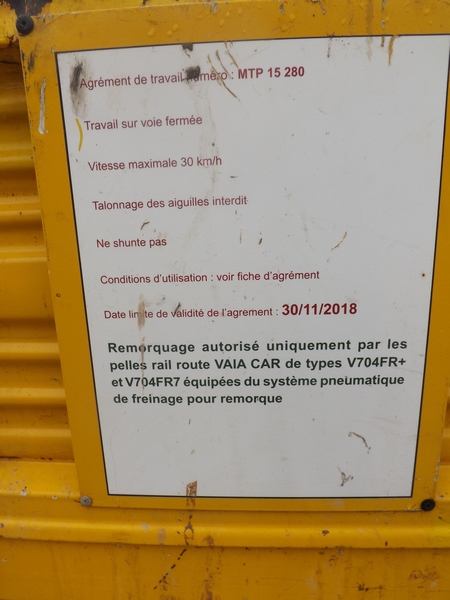 Agrément de travail numéro : MTP 15 280
Travail sur voie fermée
Vitesse maximale 30 km/h
Talonnage des aiguilles interdit
Ne shunte pas
Conditions d'utilisation : voir fiche d'agrément
Date limite de validité de l'agrement : 30/11/2018
Remorquage autorisé uniquement par les
pelles rail route VAIA CAR de types V704FR+
et V704FR7 équipées du système pneumatique
de freinage pour remorque